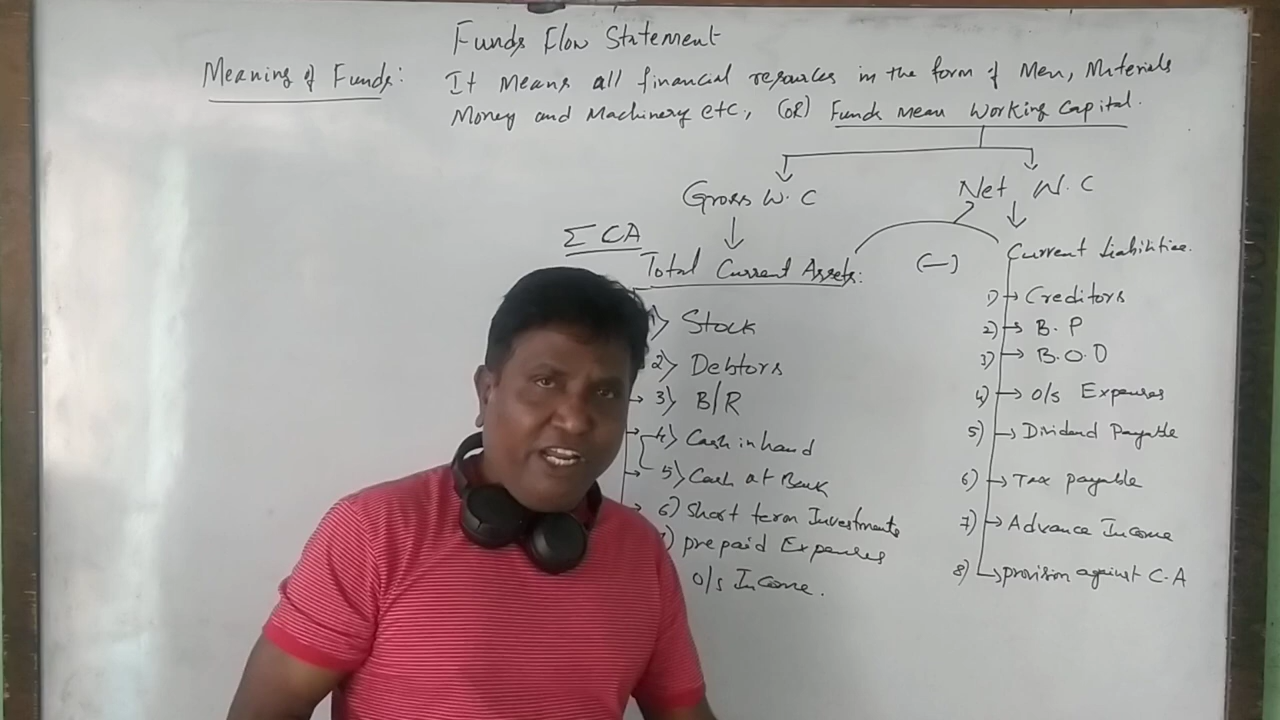 Funds Flow Statement
Meaning of Funds: It Means all financial resources in the form of Men, Materials
Money and Machinery etc., (OR) Funds mean Working Capital.
Gross W.C
Net W.C
Σ CA
Total Current Assets:
(—)
Current Liabilities.
1) Stock
2) Debtors
3) B/R
4) Cash in hand
5) Cash at Bank
6) Short term Investments
) prepaid Expenses
O/s Income.
1) Creditors
2) B.P
3) B.O.D
4) O/s Expenses
5) Dividend Payable
6) Tax payable
7) Advance Income
8) provision against C.A